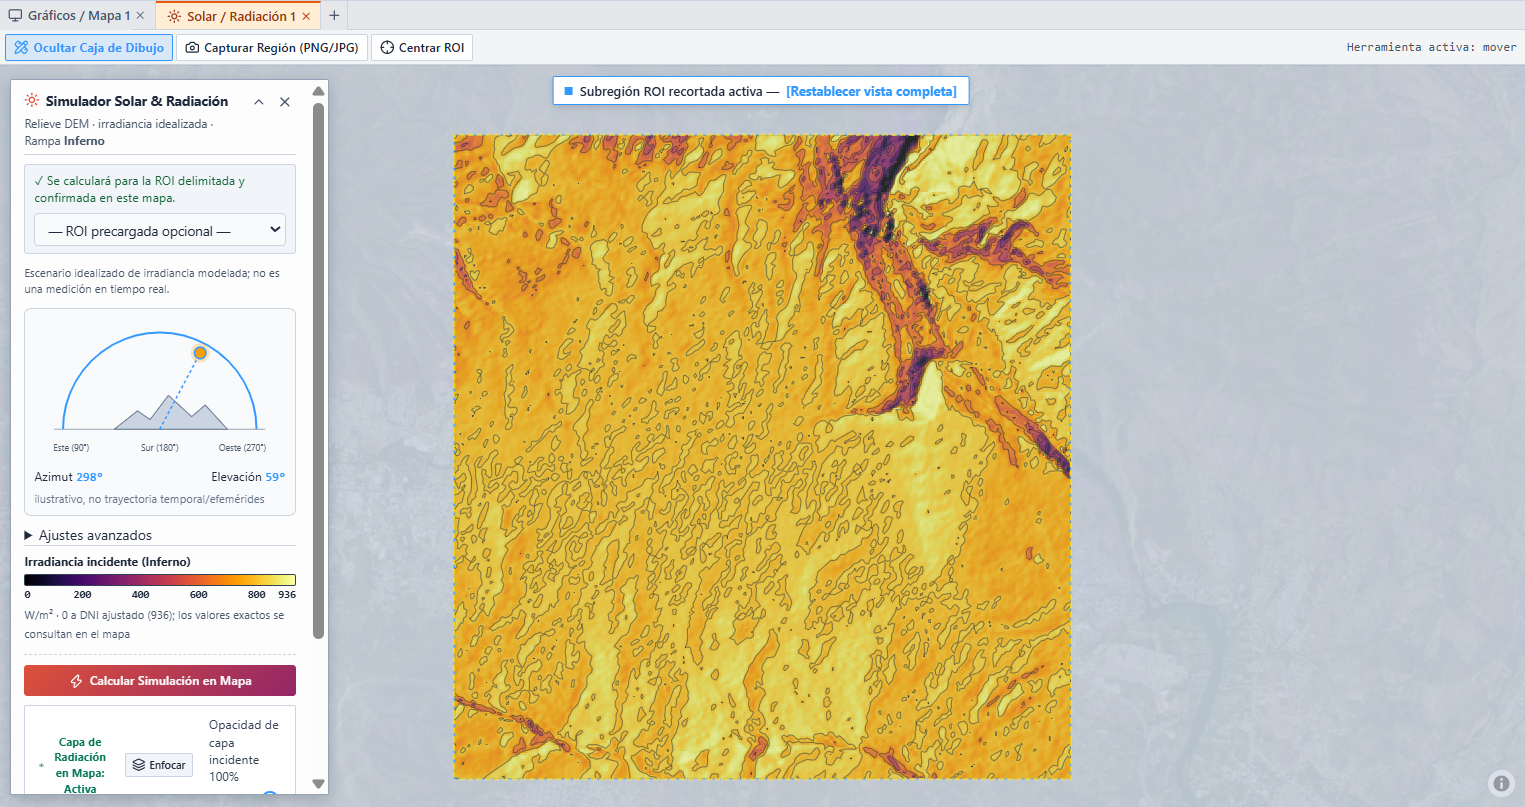 Gráficos / Mapa 1
Solar / Radiación 1
Ocultar Caja de Dibujo
Capturar Región (PNG/JPG)
Centrar ROI
Herramienta activa: mover
Subregión ROI recortada activa — [Restablecer vista completa]
Simulador Solar & Radiación
Relieve DEM · irradiancia idealizada ·
Rampa Inferno
✓ Se calculará para la ROI delimitada y
confirmada en este mapa.
— ROI precargada opcional —
Escenario idealizado de irradiancia modelada; no es
una medición en tiempo real.
Este (90°) Sur (180°) Oeste (270°)
Azimut 298° Elevación 59°
ilustrativo, no trayectoria temporal/efemérides
Ajustes avanzados
Irradiancia incidente (Inferno)
0 200 400 600 800 936
W/m² · 0 a DNI ajustado (936); los valores exactos se
consultan en el mapa
Calcular Simulación en Mapa
Capa de
Radiación
en Mapa:
Activa
Enfocar
Opacidad de
capa
incidente
100%